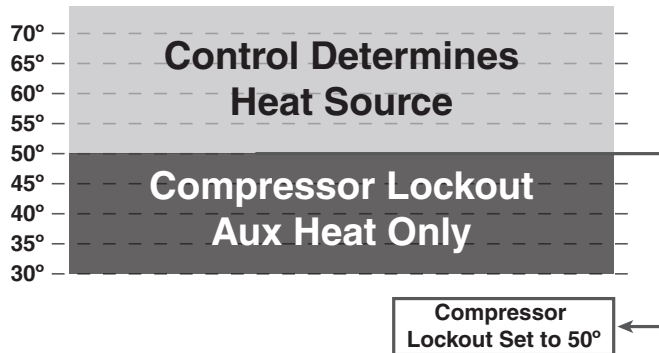 70º
65º
60º
55º
50º
45º
40º
35º
30º
Control Determines
Heat Source
Compressor Lockout
Aux Heat Only
Compressor
Lockout Set to 50º